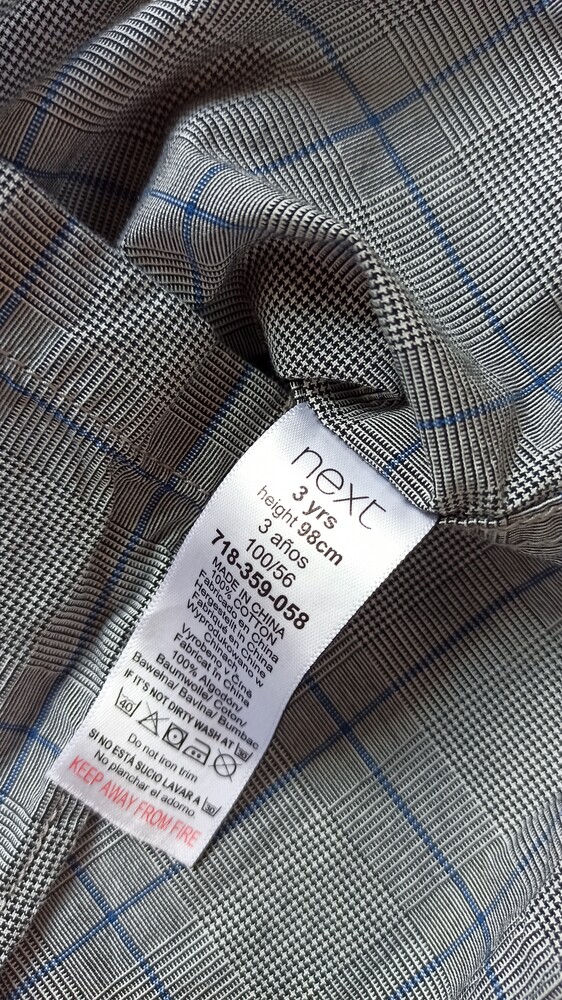 next
3 yrs
height 98cm
3 años
100/56
718-359-058
MADE IN CHINA
100% COTTON
Fabricado en China
Hergestellt in China
Fabriqué en Chine
Wyprodukowano w
Chinach
Vyrobeno v Číně
Fabricat în China
100% Algodón/
Baumwolle/ Coton/
Bawełna/ Bavlna/ Bumbac
IF IT'S NOT DIRTY WASH AT 30
40
Do not iron trim
SI NO ESTÁ SUCIO LAVAR A 30
No planchar el adorno
KEEP AWAY FROM FIRE